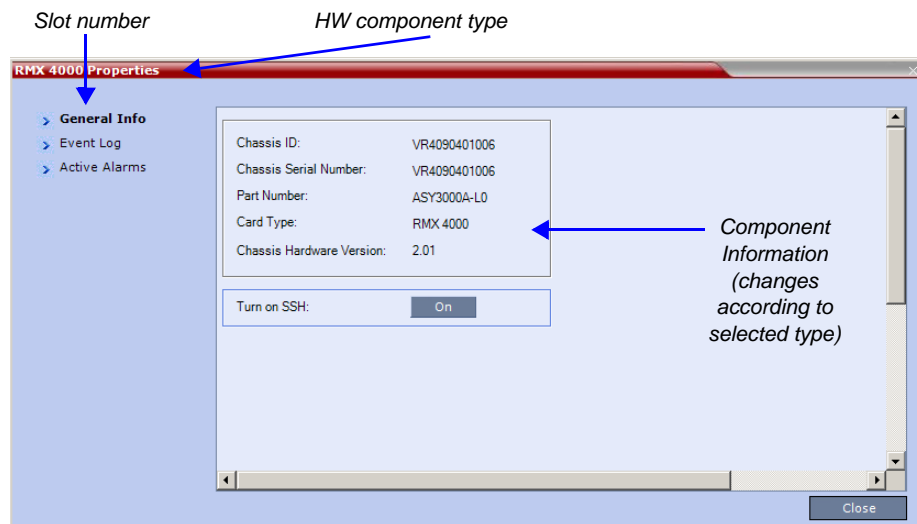 Slot number
HW component type
RMX 4000 Properties
General Info
Event Log
Active Alarms
Chassis ID: VR4090401006
Chassis Serial Number: VR4090401006
Part Number: ASY3000A-L0
Card Type: RMX 4000
Chassis Hardware Version: 2.01
Turn on SSH: On
Component
Information
(changes
according to
selected type)
Close